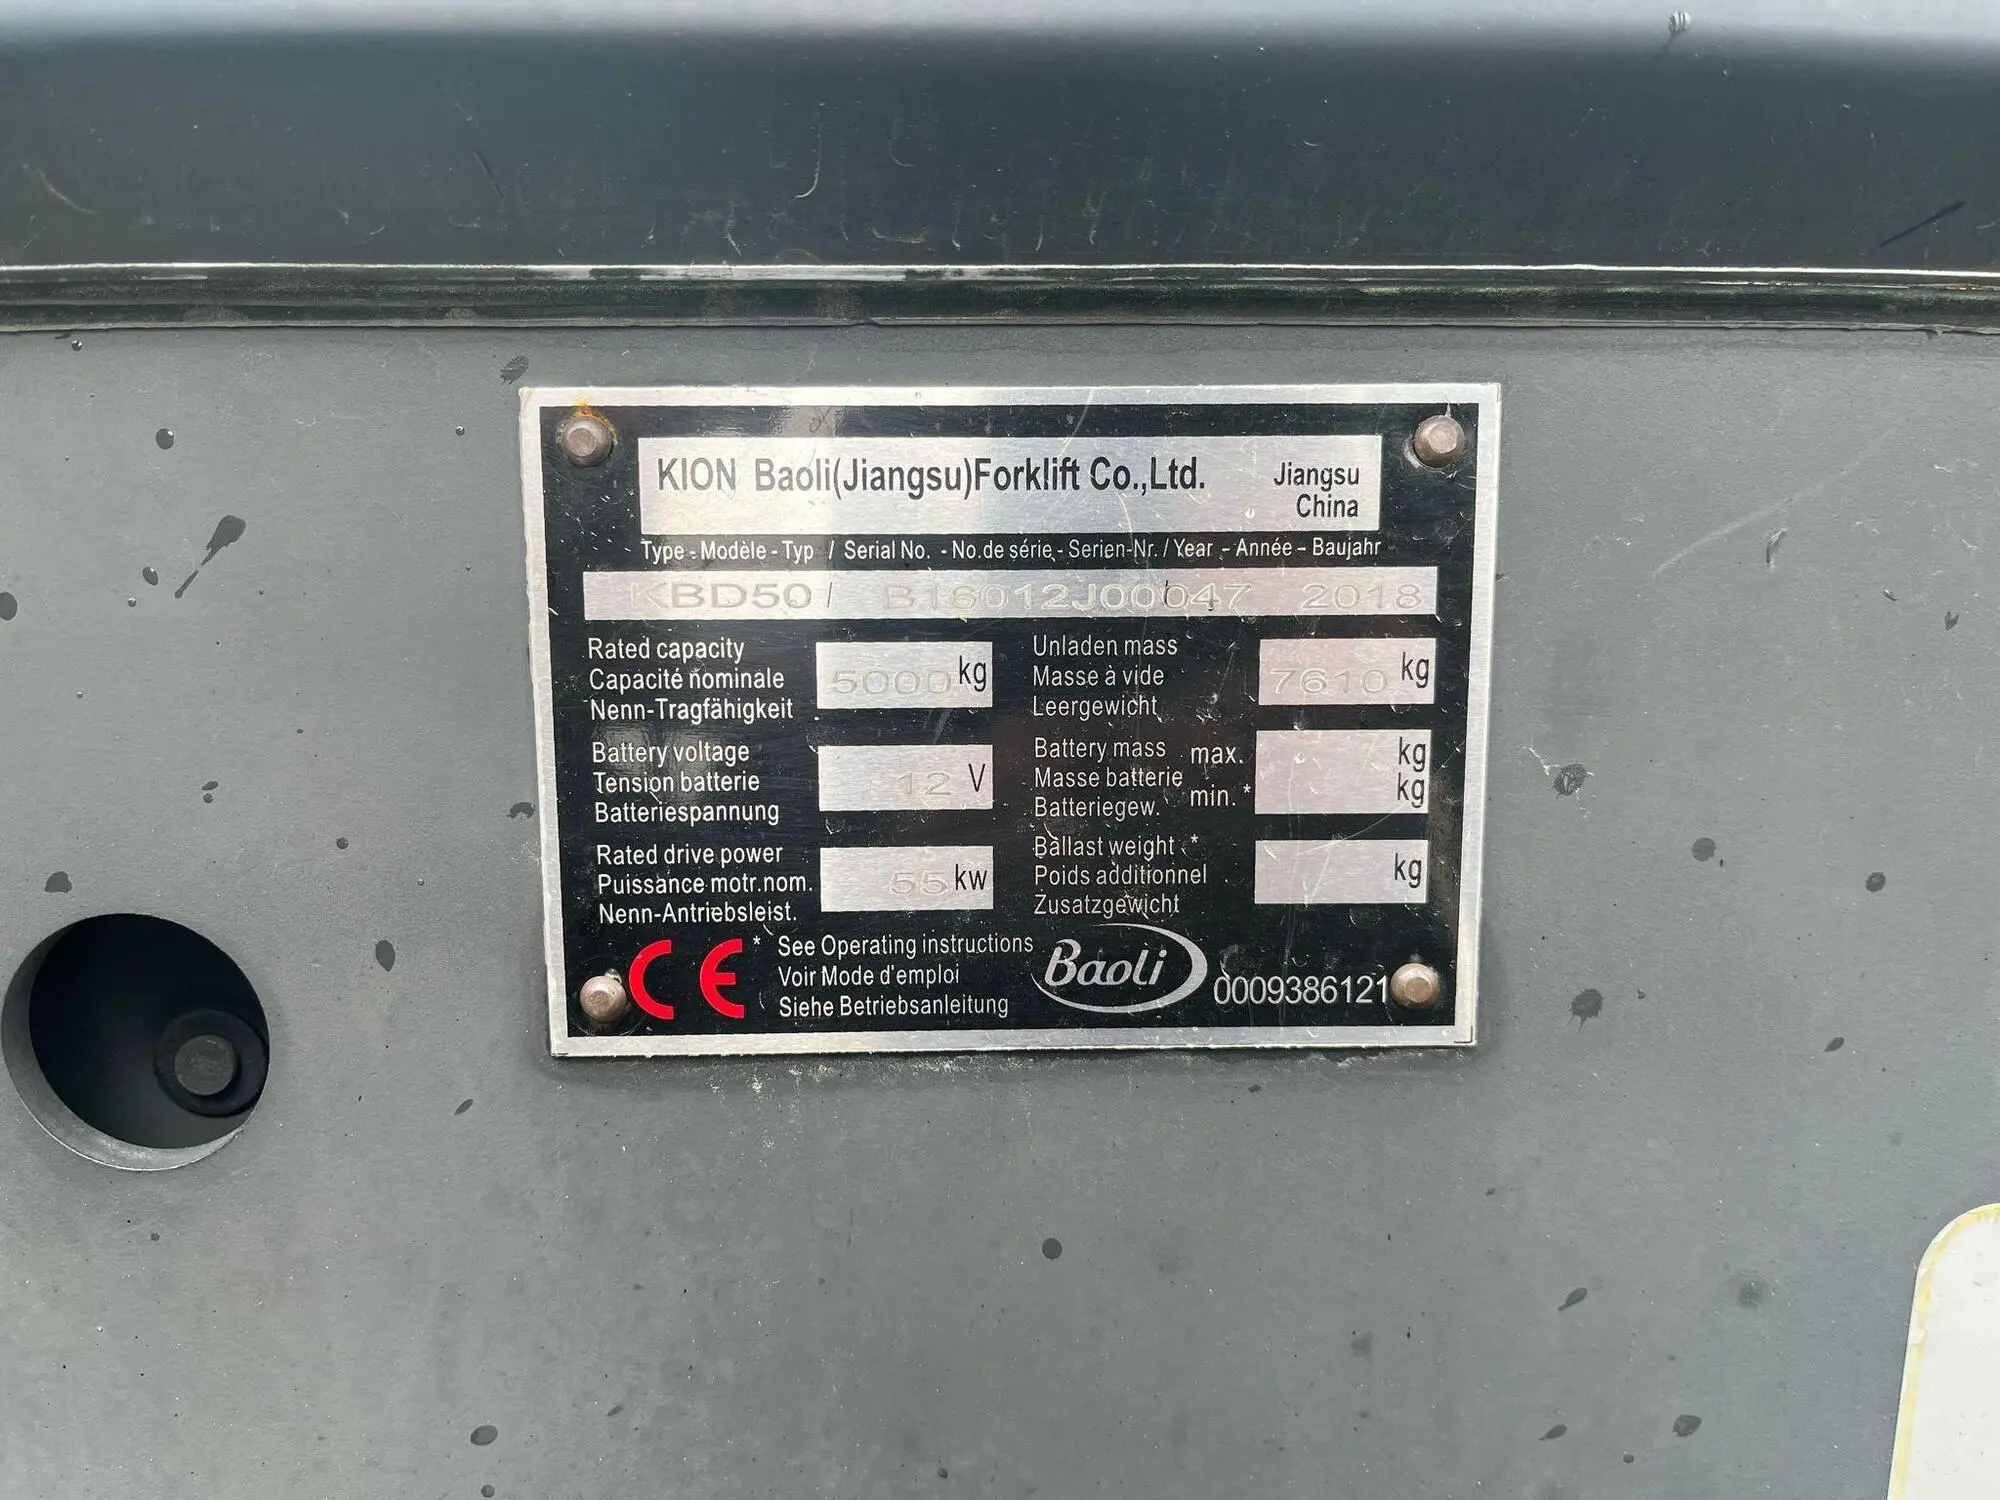 KION Baoli(Jiangsu)Forklift Co.,Ltd.
Jiangsu
China
Type - Modèle - Typ / Serial No. - No.de série - Serien-Nr. / Year - Année - Baujahr
KBD50 / B16012J00047 / 2018
Rated capacity
Capacité nominale
Nenn-Tragfähigkeit
5000 kg
Unladen mass
Masse à vide
Leergewicht
7610 kg
Battery voltage
Tension batterie
Batteriespannung
12 V
Battery mass
Masse batterie
Batteriegew.
max. kg
min.* kg
Rated drive power
Puissance motr.nom.
Nenn-Antriebsleist.
55 kw
Ballast weight *
Poids additionnel
Zusatzgewicht
kg
CE
* See Operating instructions
Voir Mode d'emploi
Siehe Betriebsanleitung
Baoli
0009386121